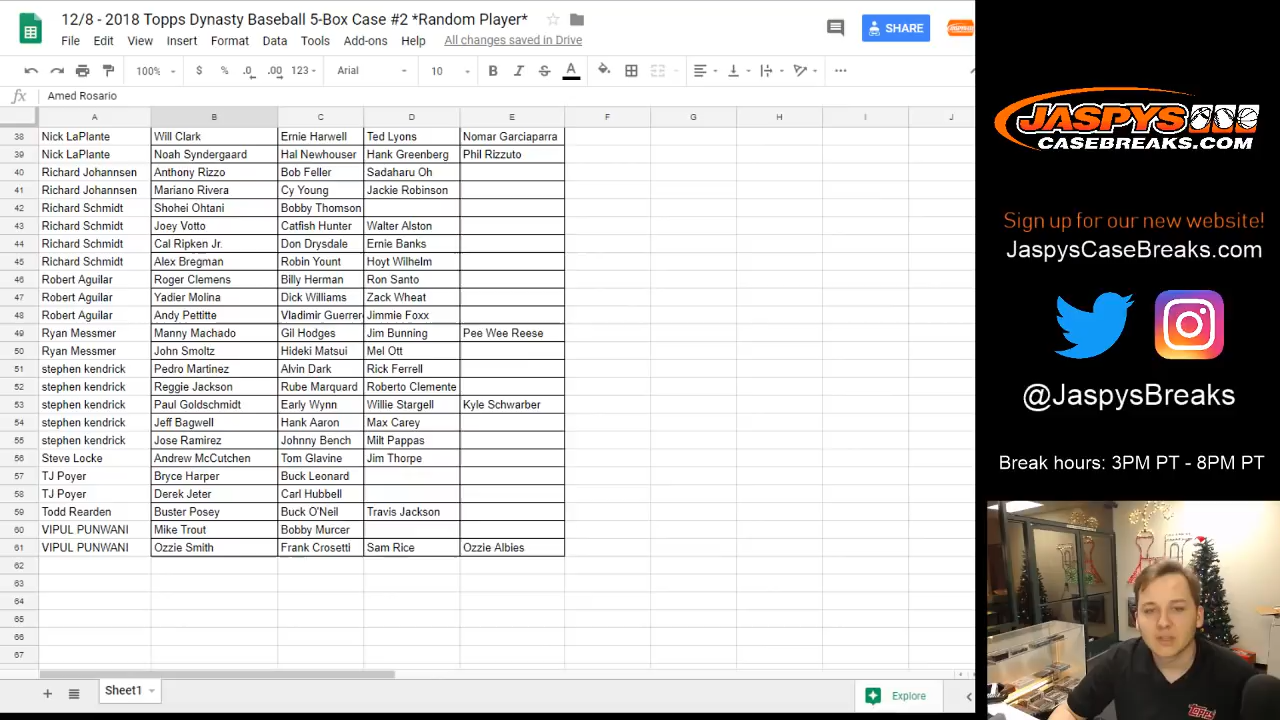 12/8 - 2018 Topps Dynasty Baseball 5-Box Case #2 *Random Player*
File Edit View Insert Format Data Tools Add-ons Help All changes saved in Drive
SHARE
100% $ % .0 .00 123 Arial 10 B I S A
fx Amed Rosario
A B C D E F G H I J
38 Nick LaPlante Will Clark Ernie Harwell Ted Lyons Nomar Garciaparra
39 Nick LaPlante Noah Syndergaard Hal Newhouser Hank Greenberg Phil Rizzuto
40 Richard Johannsen Anthony Rizzo Bob Feller Sadaharu Oh
41 Richard Johannsen Mariano Rivera Cy Young Jackie Robinson
42 Richard Schmidt Shohei Ohtani Bobby Thomson
43 Richard Schmidt Joey Votto Catfish Hunter Walter Alston
44 Richard Schmidt Cal Ripken Jr. Don Drysdale Ernie Banks
45 Richard Schmidt Alex Bregman Robin Yount Hoyt Wilhelm
46 Robert Aguilar Roger Clemens Billy Herman Ron Santo
47 Robert Aguilar Yadier Molina Dick Williams Zack Wheat
48 Robert Aguilar Andy Pettitte Vladimir Guerrer Jimmie Foxx
49 Ryan Messmer Manny Machado Gil Hodges Jim Bunning Pee Wee Reese
50 Ryan Messmer John Smoltz Hideki Matsui Mel Ott
51 stephen kendrick Pedro Martinez Alvin Dark Rick Ferrell
52 stephen kendrick Reggie Jackson Rube Marquard Roberto Clemente
53 stephen kendrick Paul Goldschmidt Early Wynn Willie Stargell Kyle Schwarber
54 stephen kendrick Jeff Bagwell Hank Aaron Max Carey
55 stephen kendrick Jose Ramirez Johnny Bench Milt Pappas
56 Steve Locke Andrew McCutchen Tom Glavine Jim Thorpe
57 TJ Poyer Bryce Harper Buck Leonard
58 TJ Poyer Derek Jeter Carl Hubbell
59 Todd Rearden Buster Posey Buck O'Neil Travis Jackson
60 VIPUL PUNWANI Mike Trout Bobby Murcer
61 VIPUL PUNWANI Ozzie Smith Frank Crosetti Sam Rice Ozzie Albies
62
63
64
65
66
67
Sheet1
Explore
JASPYS
CASEBREAKS.COM
Sign up for our new website!
JaspysCaseBreaks.com
@JaspysBreaks
Break hours: 3PM PT - 8PM PT
TOPPS